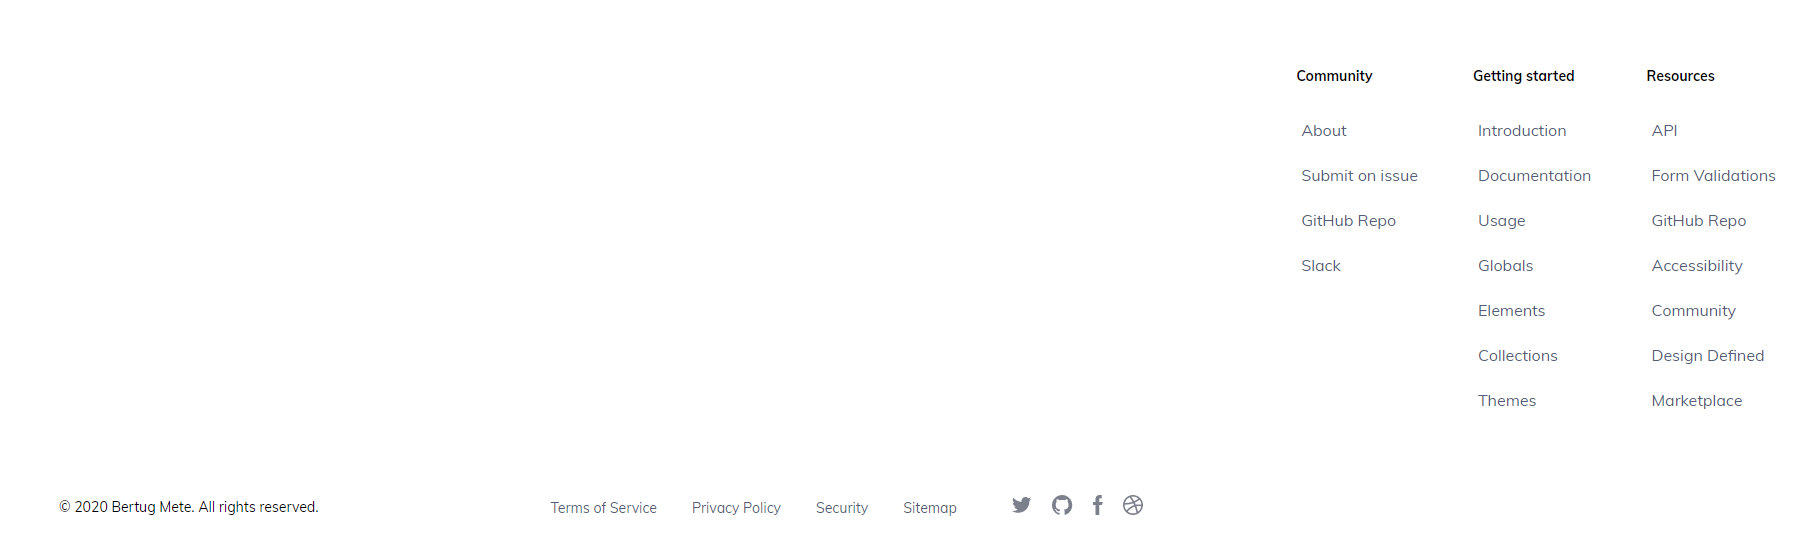 Community
About
Submit on issue
GitHub Repo
Slack
Getting started
Introduction
Documentation
Usage
Globals
Elements
Collections
Themes
Resources
API
Form Validations
GitHub Repo
Accessibility
Community
Design Defined
Marketplace
© 2020 Bertug Mete. All rights reserved.
Terms of Service
Privacy Policy
Security
Sitemap